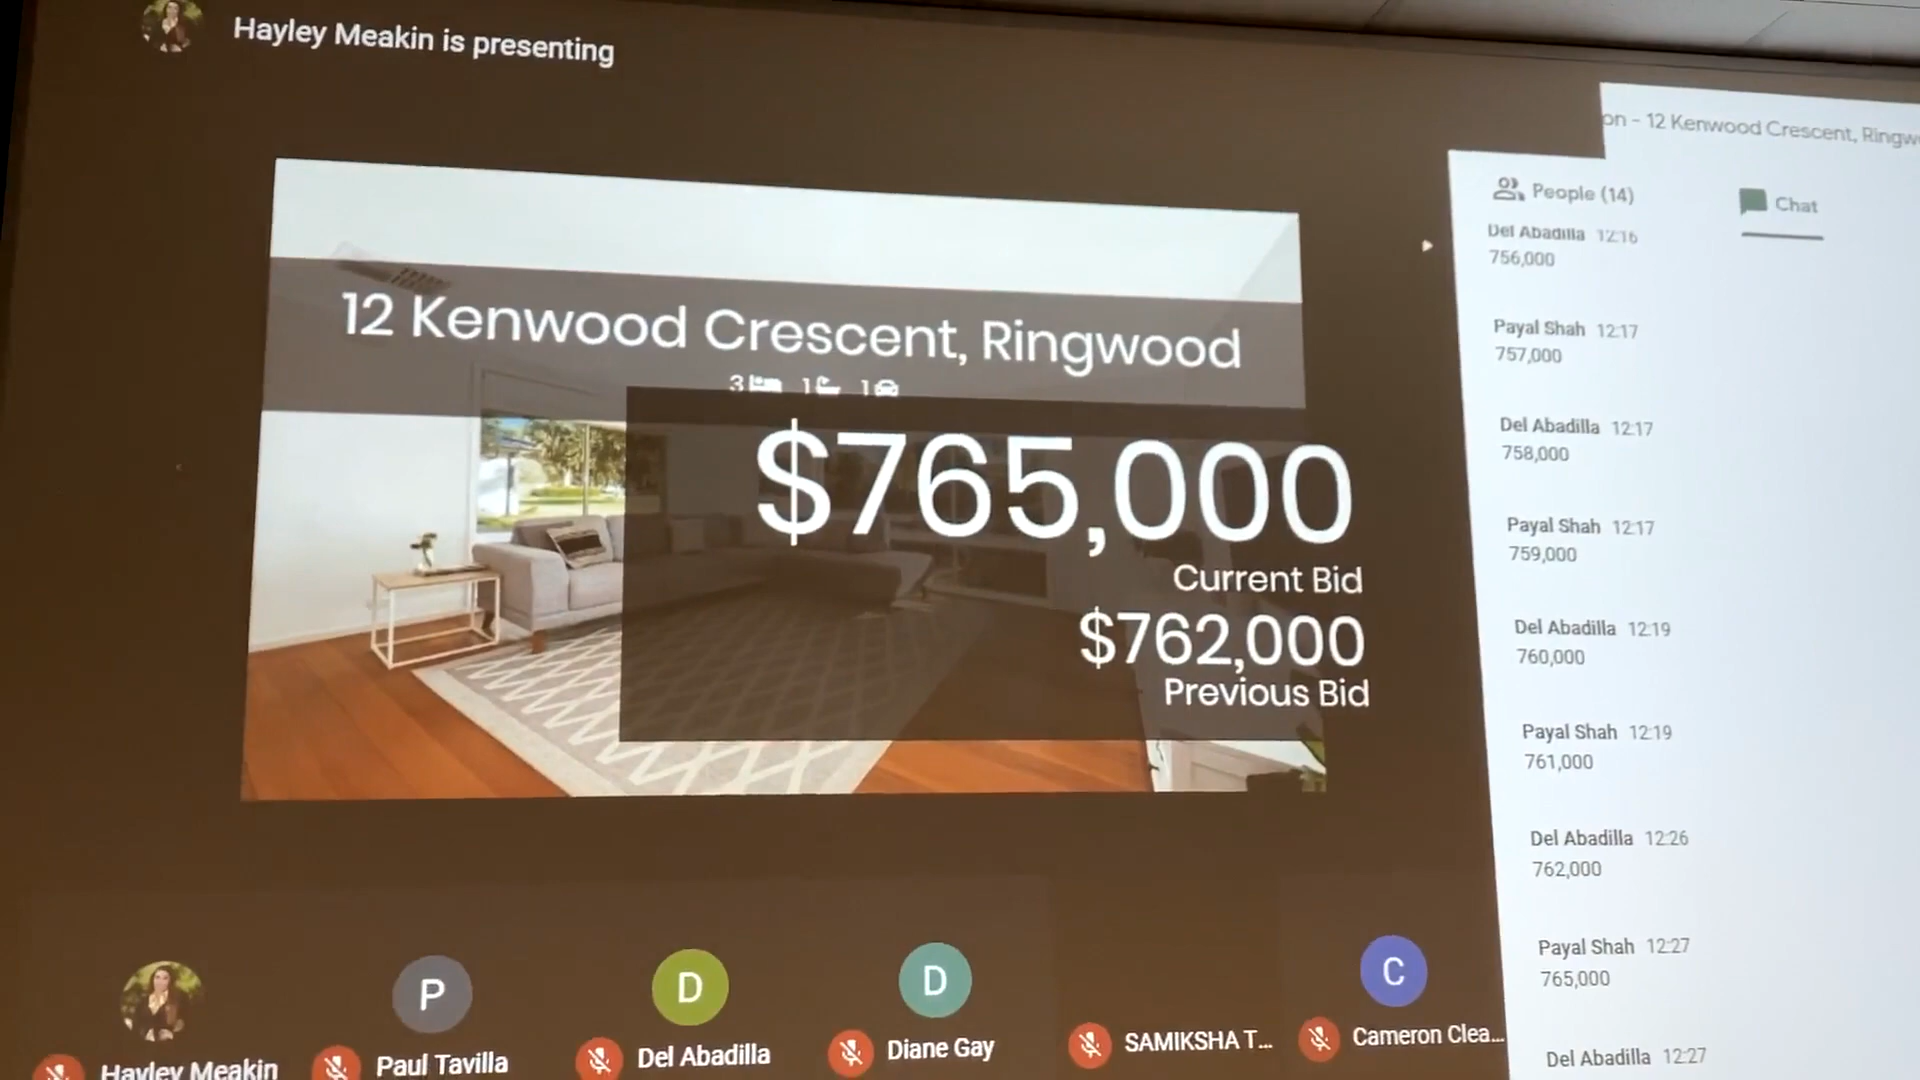 Hayley Meakin is presenting
on - 12 Kenwood Crescent, Ringw
People (14)
Chat
12 Kenwood Crescent, Ringwood
3 1 1
$765,000
Current Bid
$762,000
Previous Bid
Del Abadilla 12:16
756,000
Payal Shah 12:17
757,000
Del Abadilla 12:17
758,000
Payal Shah 12:17
759,000
Del Abadilla 12:19
760,000
Payal Shah 12:19
761,000
Del Abadilla 12:26
762,000
Payal Shah 12:27
765,000
Del Abadilla 12:27
P
D
D
C
Hayley Meakin
Paul Tavilla
Del Abadilla
Diane Gay
SAMIKSHA T...
Cameron Clea...